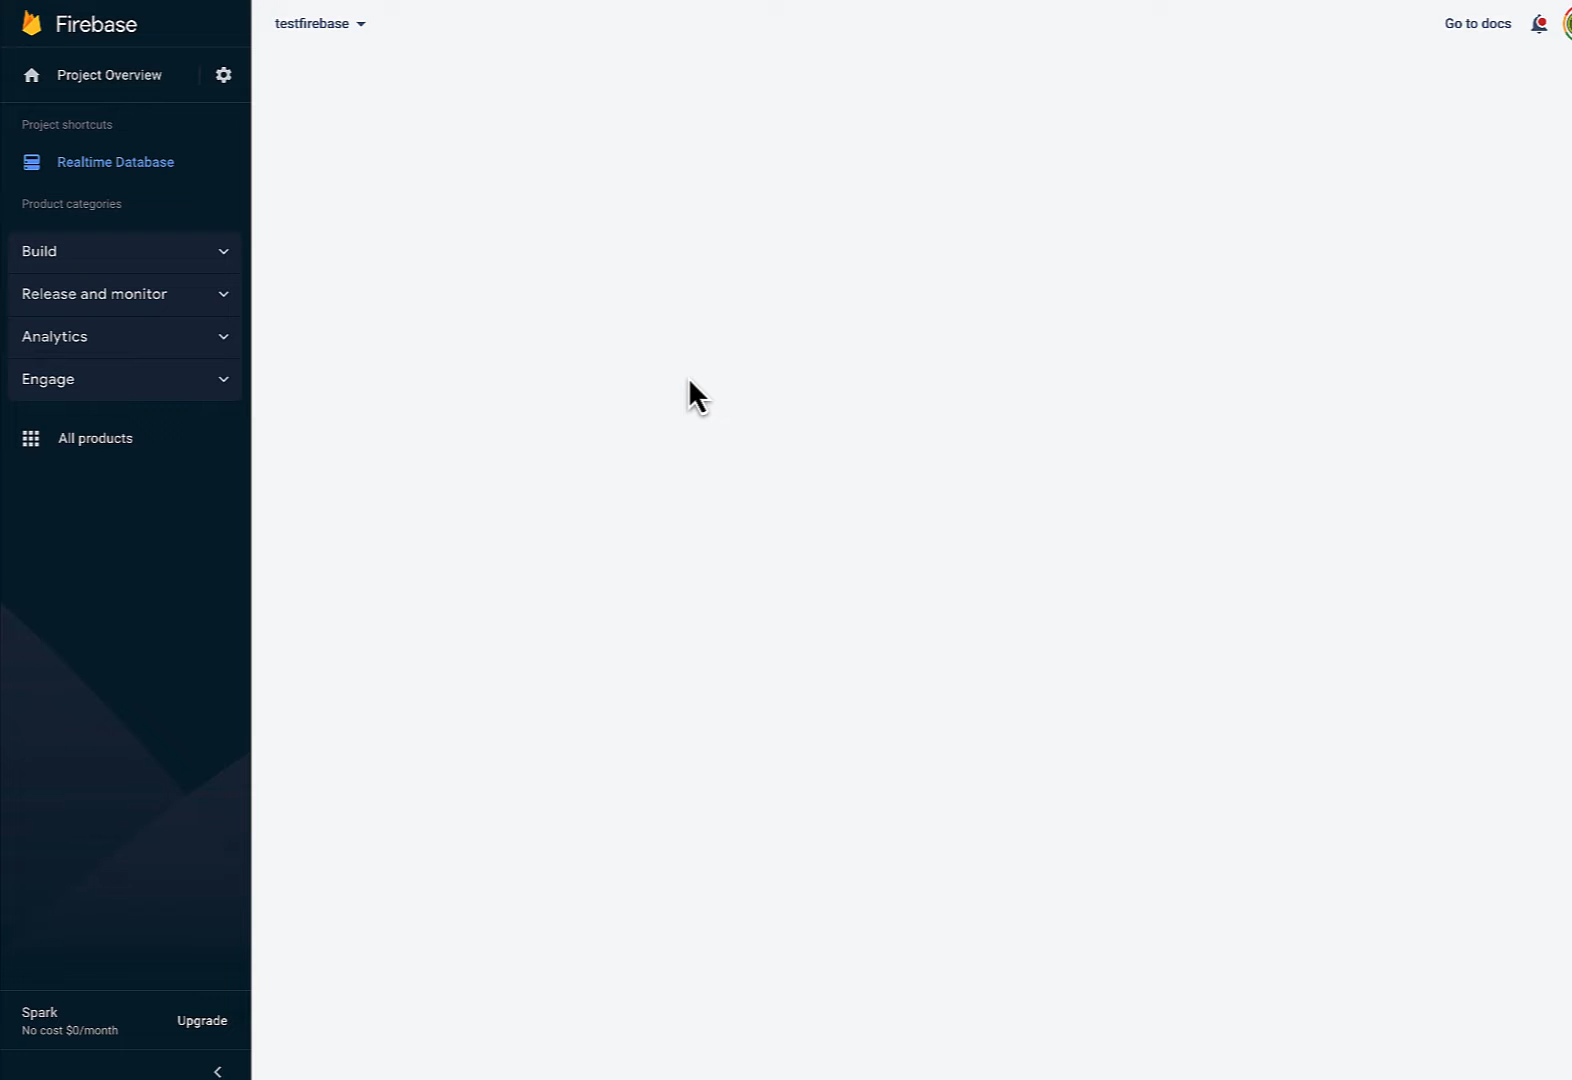 Firebase
testfirebase
Go to docs
Project Overview
Project shortcuts
Realtime Database
Product categories
Build
Release and monitor
Analytics
Engage
All products
Spark
No cost $0/month
Upgrade